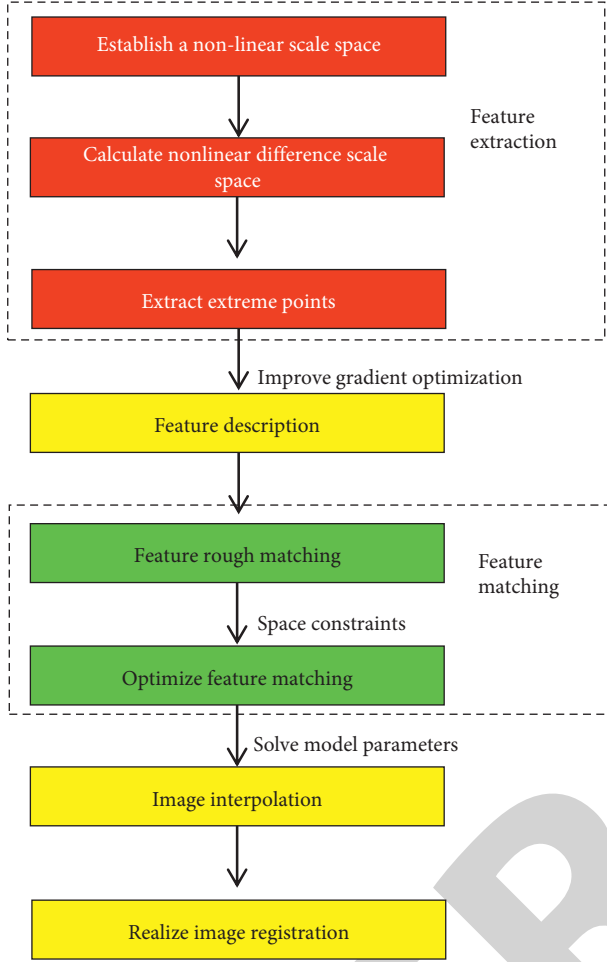 Establish a non-linear scale space
Feature
extraction
Calculate nonlinear difference scale
space
Extract extreme points
Improve gradient optimization
Feature description
Feature rough matching
Feature
matching
Space constraints
Optimize feature matching
Solve model parameters
Image interpolation
Realize image registration